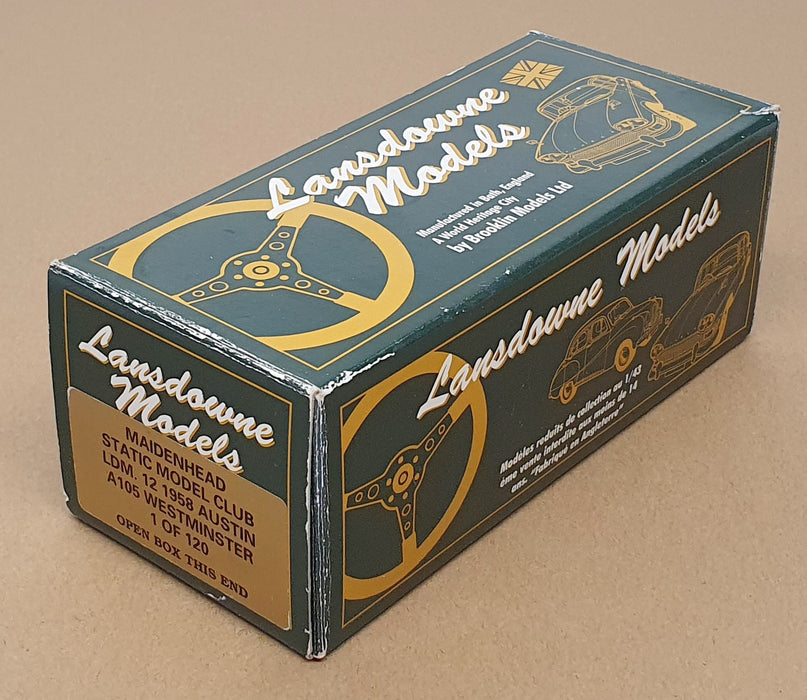 Lansdowne
Models
Manufactured in Bath, England
A World Heritage City
by Brooklin Models Ltd
Lansdowne Models
Modèles reduits de collection au 1/43
éme vente interdite aux moins de 14
ans. "Fabriqué en Angleterre"
Lansdowne
Models
MAIDENHEAD
STATIC MODEL CLUB
LDM. 12 1958 AUSTIN
A105 WESTMINSTER
1 OF 120
OPEN BOX THIS END